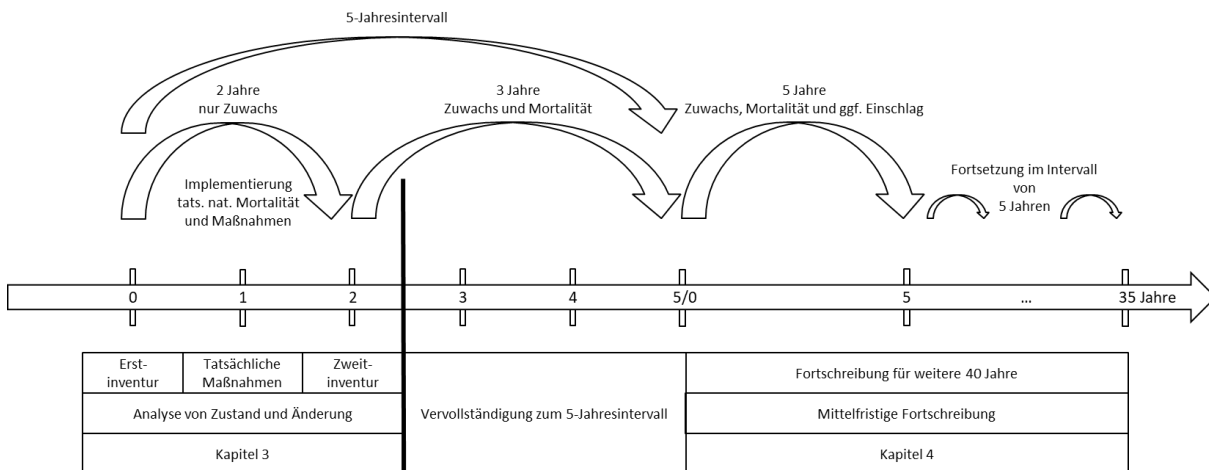 5-Jahresintervall
2 Jahre
nur Zuwachs
3 Jahre
Zuwachs und Mortalität
5 Jahre
Zuwachs, Mortalität und ggf. Einschlag
Implementierung
tats. nat. Mortalität
und Maßnahmen
Fortsetzung im Intervall
von
5 Jahren
0 1 2 3 4 5/0 5 ... 35 Jahre
Erst-
inventur
Tatsächliche
Maßnahmen
Zweit-
inventur
Fortschreibung für weitere 40 Jahre
Analyse von Zustand und Änderung
Vervollständigung zum 5-Jahresintervall
Mittelfristige Fortschreibung
Kapitel 3
Kapitel 4